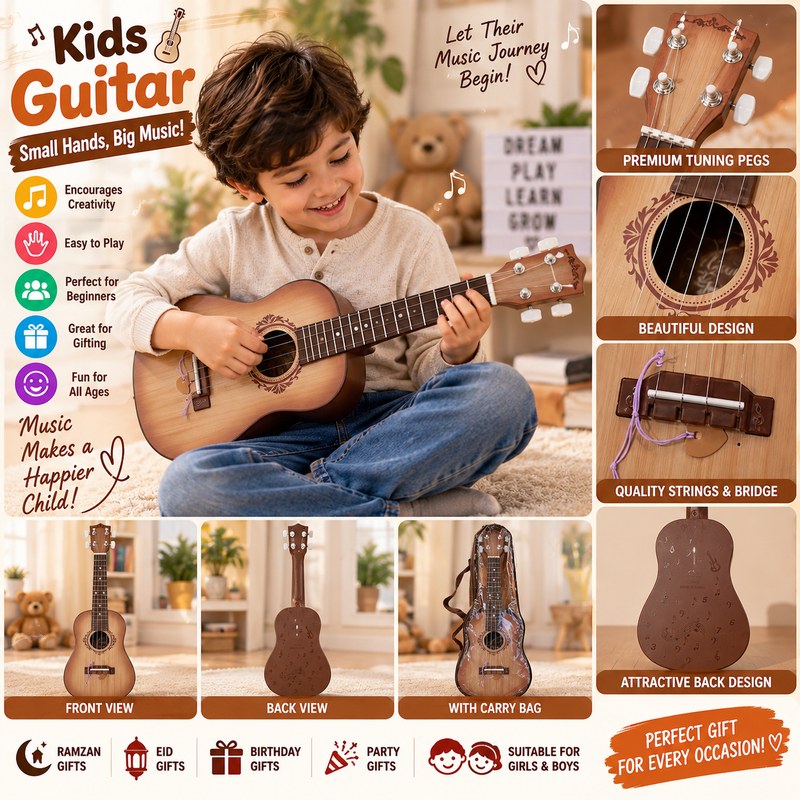 Kids
Guitar
Small Hands, Big Music!
Let Their
Music Journey
Begin!
Encourages
Creativity
Easy to Play
Perfect for
Beginners
Great for
Gifting
Fun for
All Ages
Music
Makes a
Happier
Child!
DREAM
PLAY
LEARN
GROW
PREMIUM TUNING PEGS
BEAUTIFUL DESIGN
QUALITY STRINGS & BRIDGE
ATTRACTIVE BACK DESIGN
FRONT VIEW
BACK VIEW
WITH CARRY BAG
RAMZAN
GIFTS
EID
GIFTS
BIRTHDAY
GIFTS
PARTY
GIFTS
SUITABLE FOR
GIRLS & BOYS
PERFECT GIFT
FOR EVERY OCCASION!